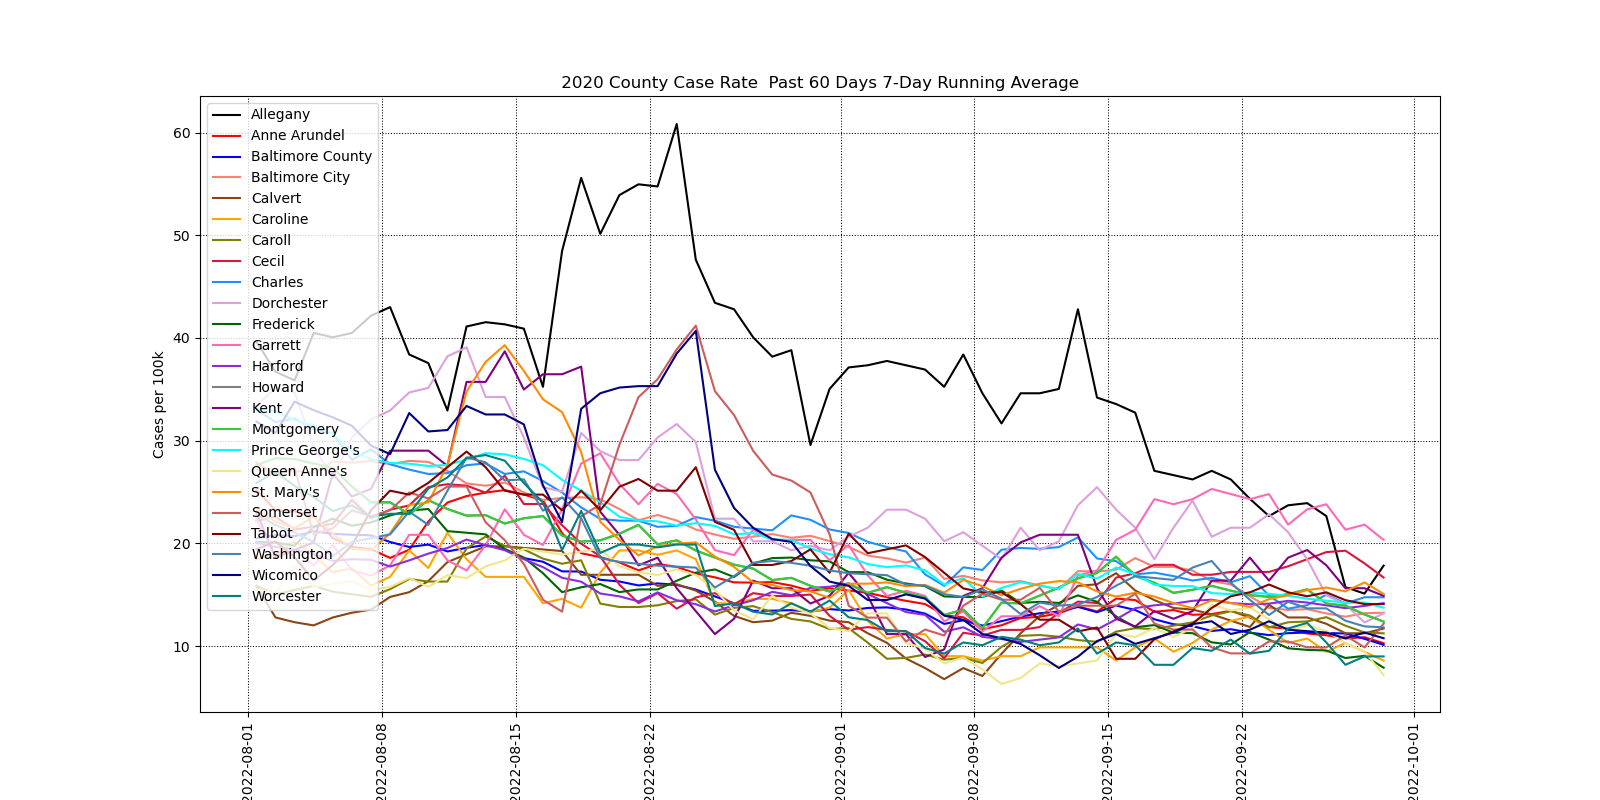 2020 County Case Rate  Past 60 Days 7-Day Running Average
Cases per 100k
60
50
40
30
20
10
Allegany
Anne Arundel
Baltimore County
Baltimore City
Calvert
Caroline
Caroll
Cecil
Charles
Dorchester
Frederick
Garrett
Harford
Howard
Kent
Montgomery
Prince George's
Queen Anne's
St. Mary's
Somerset
Talbot
Washington
Wicomico
Worcester
2022-08-01
2022-08-08
2022-08-15
2022-08-22
2022-09-01
2022-09-08
2022-09-15
2022-09-22
2022-10-01